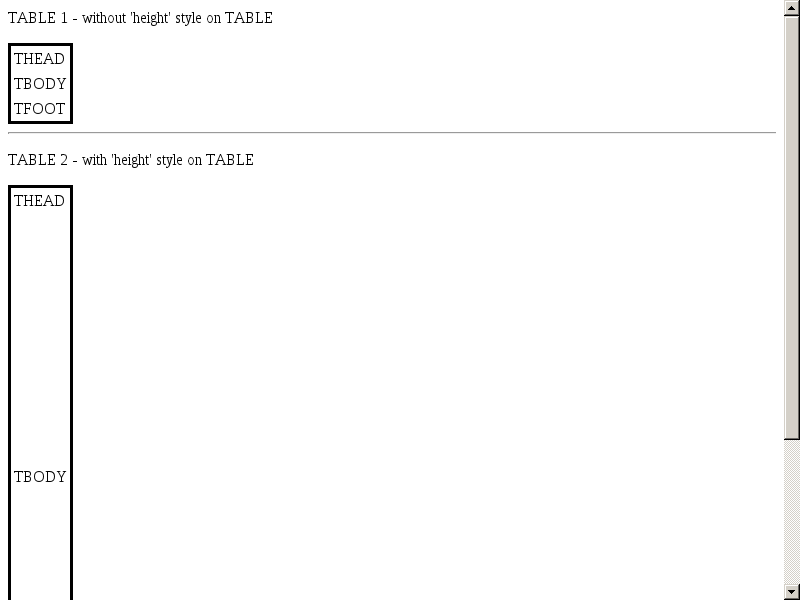 TABLE 1 - without 'height' style on TABLE
THEAD
TBODY
TFOOT
TABLE 2 - with 'height' style on TABLE
THEAD
TBODY